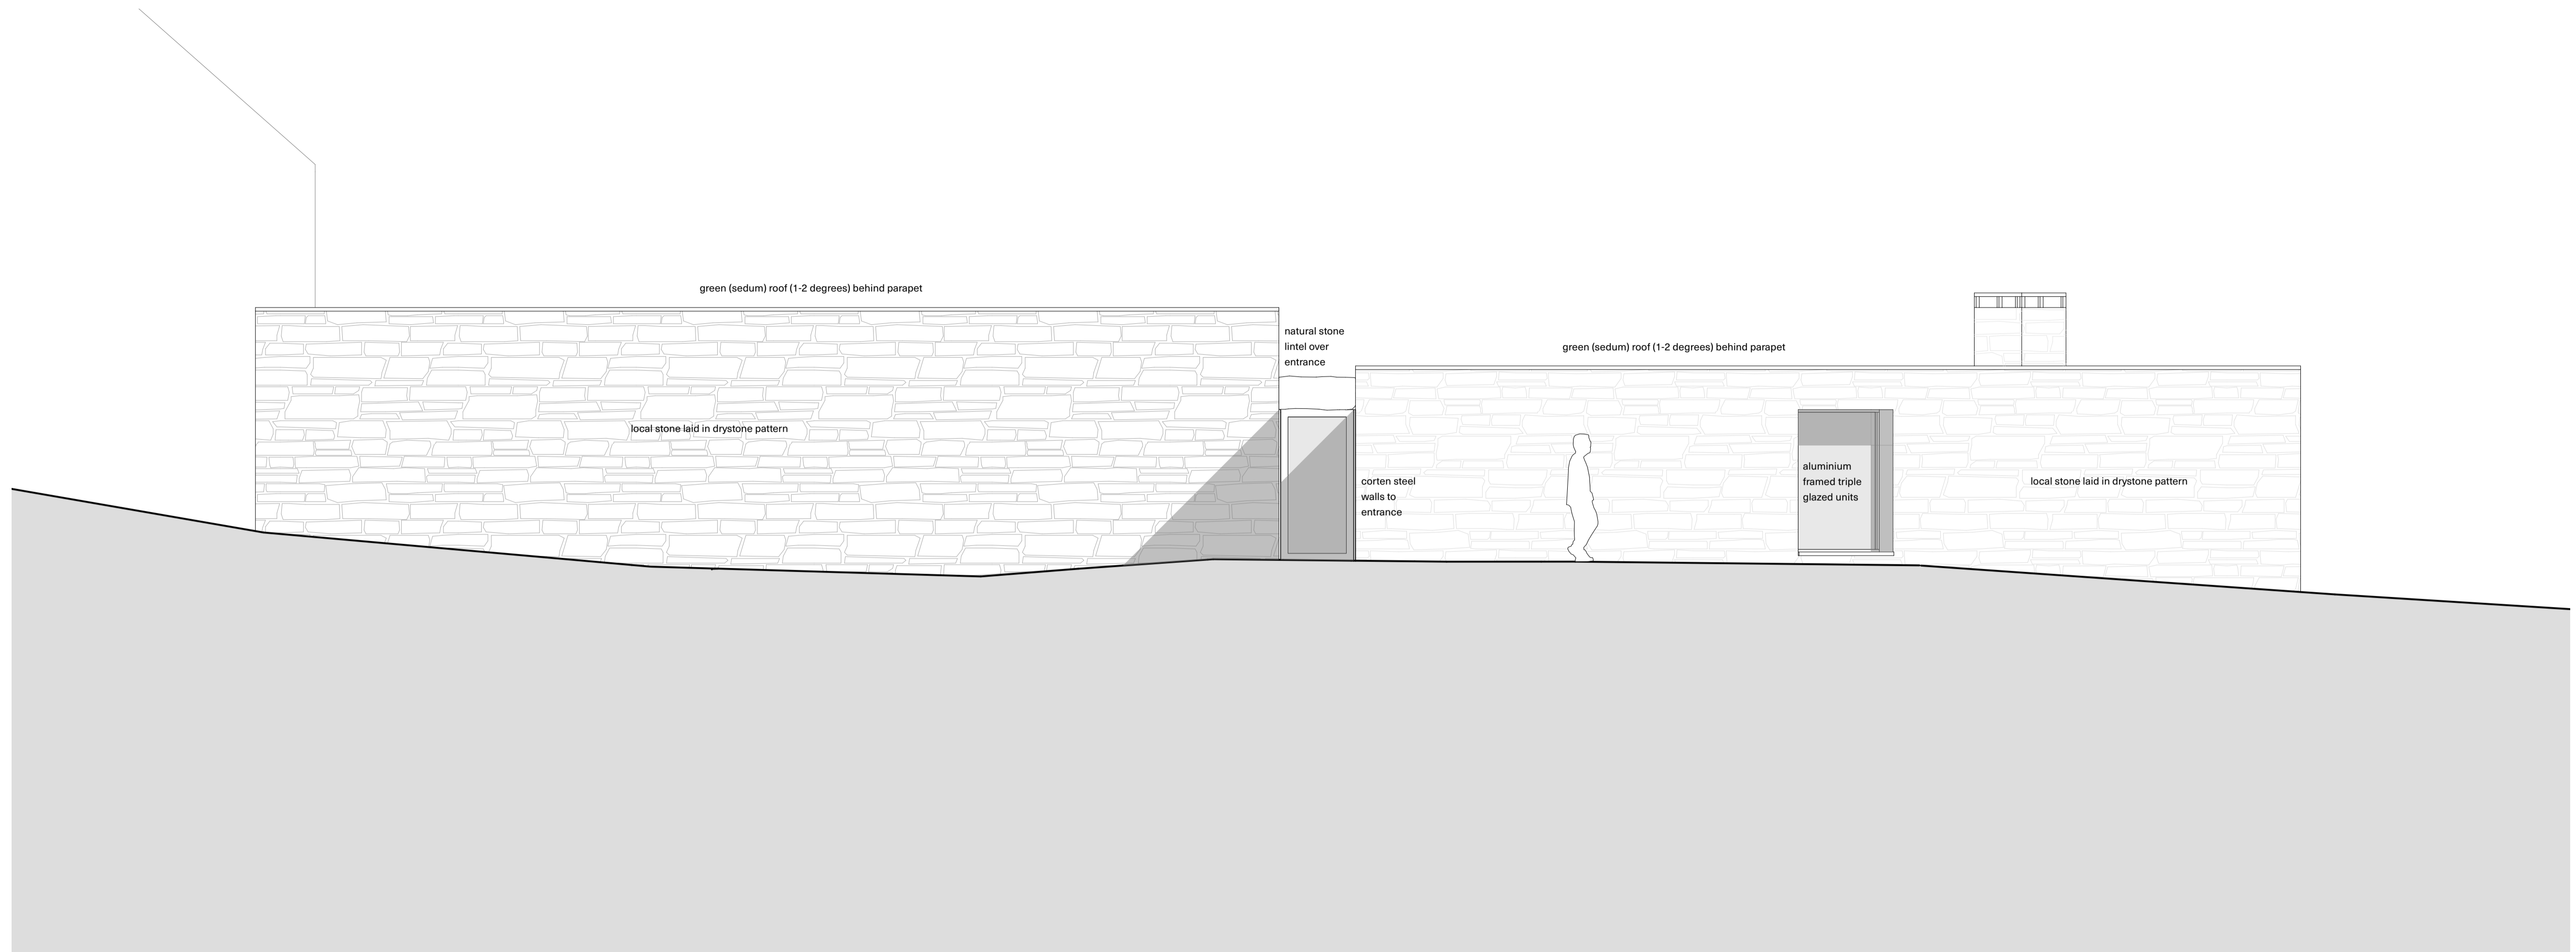 green (sedum) roof (1-2 degrees) behind parapet
natural stone
lintel over
entrance
green (sedum) roof (1-2 degrees) behind parapet
local stone laid in drystone pattern
corten steel
walls to
entrance
aluminium
framed triple
glazed units
local stone laid in drystone pattern